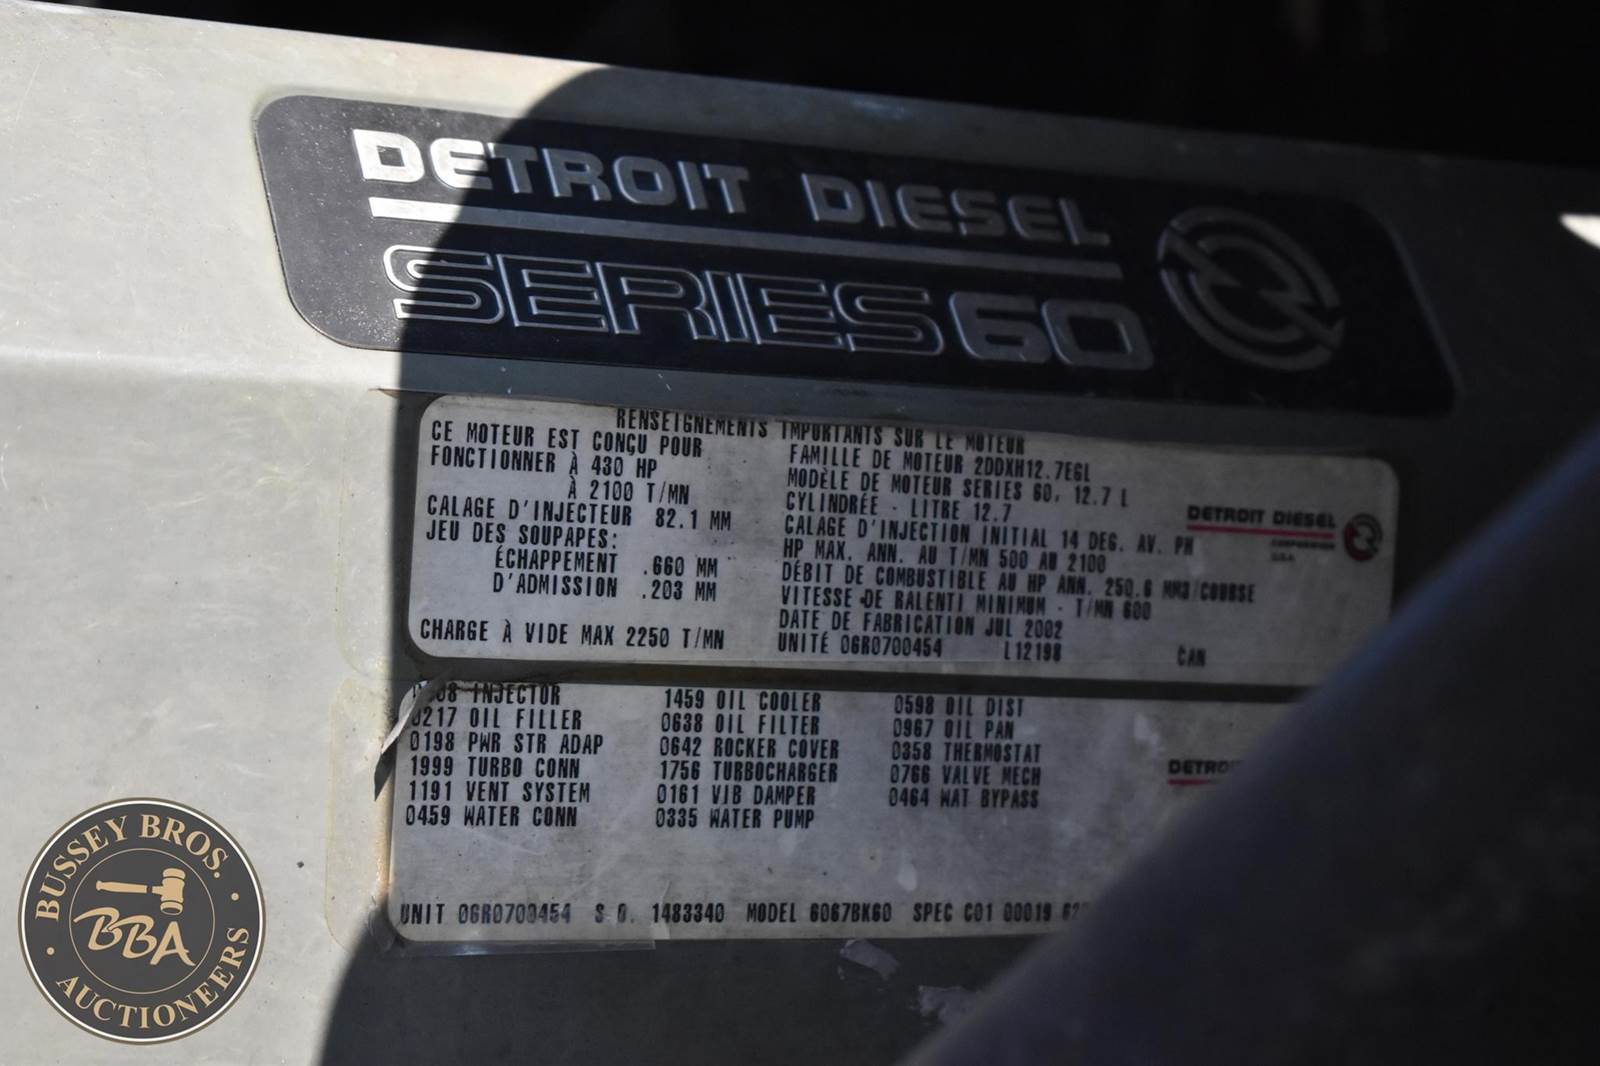 DETROIT DIESEL
SERIES 60
RENSEIGNEMENTS IMPORTANTS SUR LE MOTEUR
CE MOTEUR EST CONÇU POUR
FONCTIONNER À 430 HP
À 2100 T/MN
CALAGE D'INJECTEUR 82.1 MM
JEU DES SOUPAPES:
ÉCHAPPEMENT .660 MM
D'ADMISSION .203 MM
CHARGE À VIDE MAX 2250 T/MN
FAMILLE DE MOTEUR 2DDXH12.7EGL
MODÈLE DE MOTEUR SERIES 60, 12.7 L
CYLINDRÉE - LITRE 12.7
CALAGE D'INJECTION INITIAL 14 DEG. AV. PH
HP MAX. ANN. AU T/MN 500 AU 2100
DÉBIT DE COMBUSTIBLE AU HP ANN. 250.6 MM3/COURSE
VITESSE DE RALENTI MINIMUM - T/MN 600
DATE DE FABRICATION JUL 2002
UNITÉ 06R0700454 L12198 CAN
DETROIT DIESEL
CORPORATION
USA
INJECTOR 1459 OIL COOLER 0598 OIL DIST
0217 OIL FILLER 0638 OIL FILTER 0967 OIL PAN
0198 PWR STR ADAP 0642 ROCKER COVER 0358 THERMOSTAT
1999 TURBO CONN 1756 TURBOCHARGER 0766 VALVE MECH
1191 VENT SYSTEM 0161 VIB DAMPER 0464 WAT BYPASS
0459 WATER CONN 0335 WATER PUMP
DETRO
UNIT 06R0700454 S O. 1483340 MODEL 6067BK60 SPEC C01 00019
BUSSEY BROS.
BBA
AUCTIONEERS